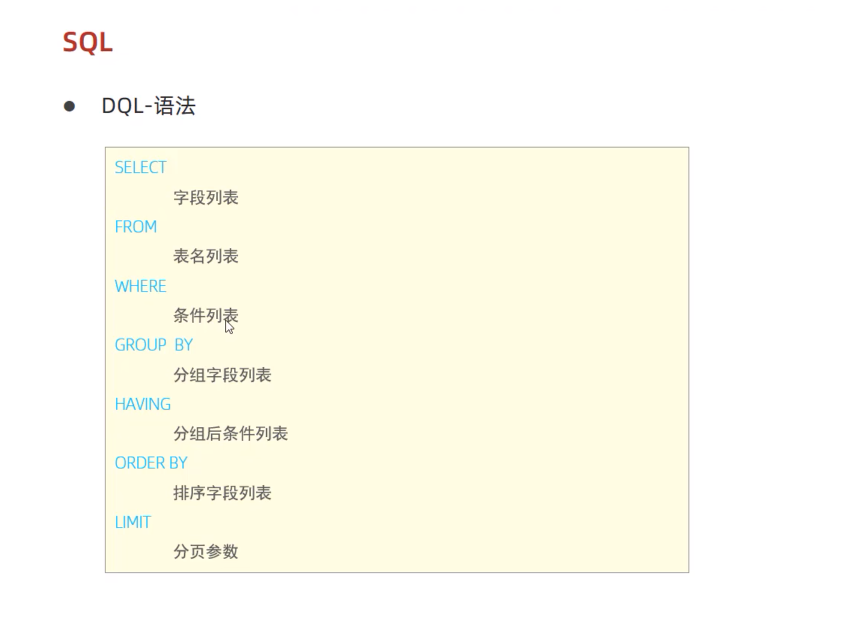 SQL
DQL-语法
SELECT
字段列表
FROM
表名列表
WHERE
条件列表
GROUP BY
分组字段列表
HAVING
分组后条件列表
ORDER BY
排序字段列表
LIMIT
分页参数